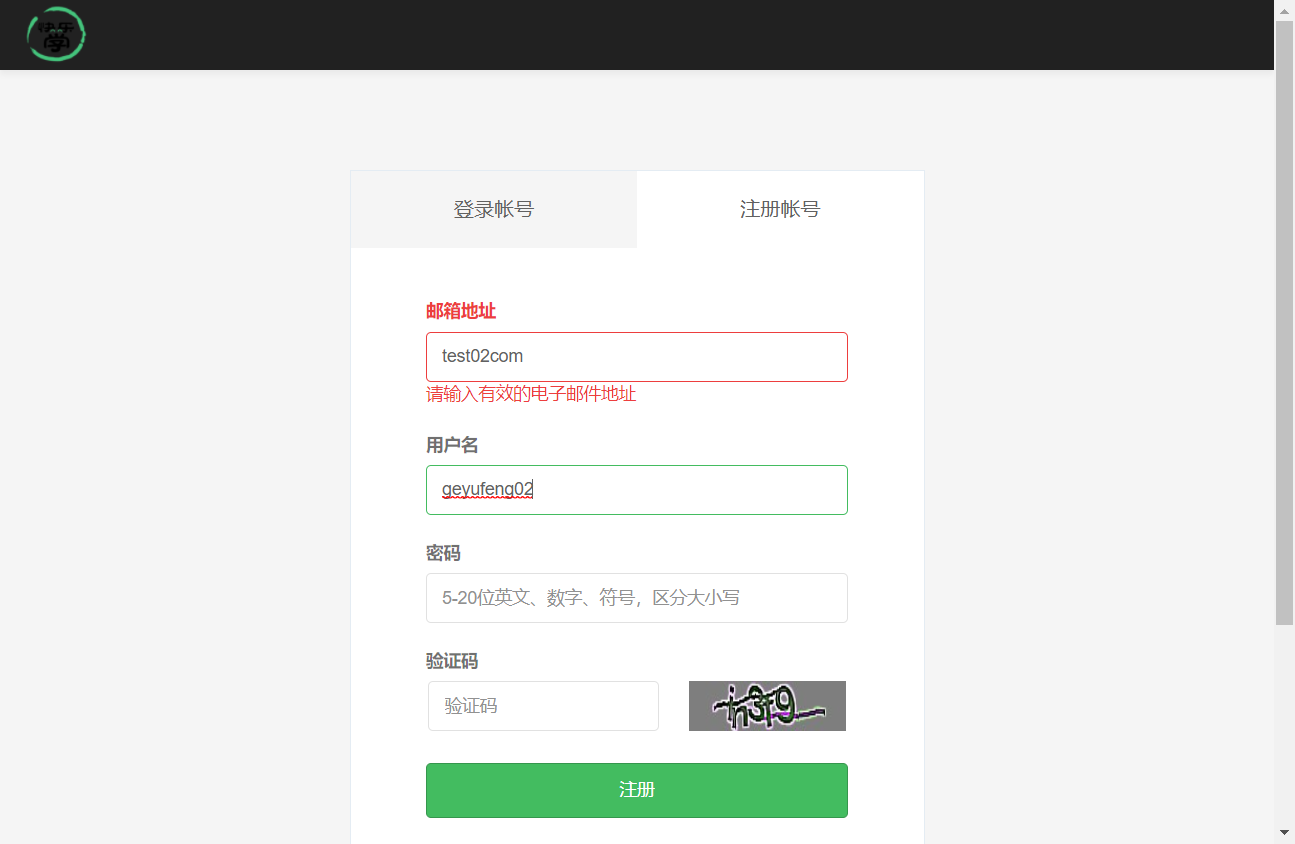 快乐
學
登录帐号
注册帐号
邮箱地址
test02com
请输入有效的电子邮件地址
用户名
geyufeng02
密码
5-20位英文、数字、符号，区分大小写
验证码
验证码
注册